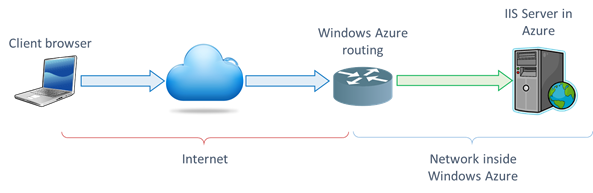 Client browser
Windows Azure
routing
IIS Server in
Azure
Internet
Network inside
Windows Azure